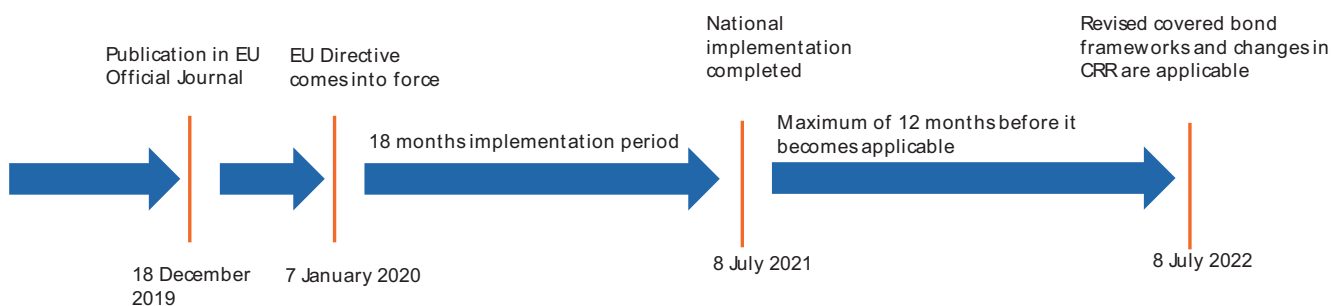 Publication in EU
Official Journal
EU Directive
comes into force
National
implementation
completed
Revised covered bond
frameworks and changes in
CRR are applicable
18 months implementation period
Maximum of 12 months before it
becomes applicable
18 December
2019
7 January 2020
8 July 2021
8 July 2022